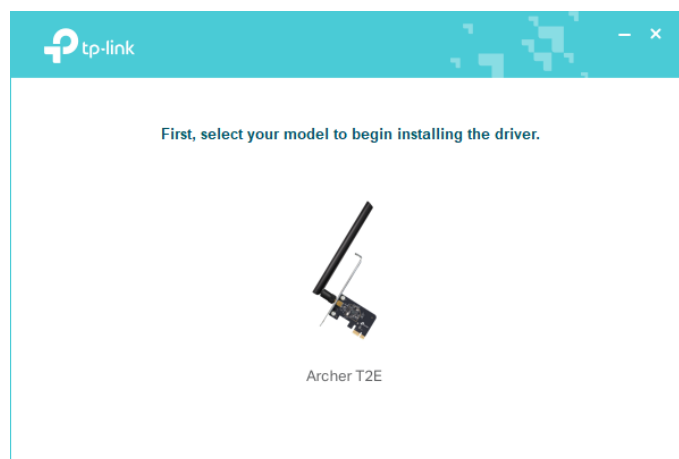 tp-link
First, select your model to begin installing the driver.
Archer T2E